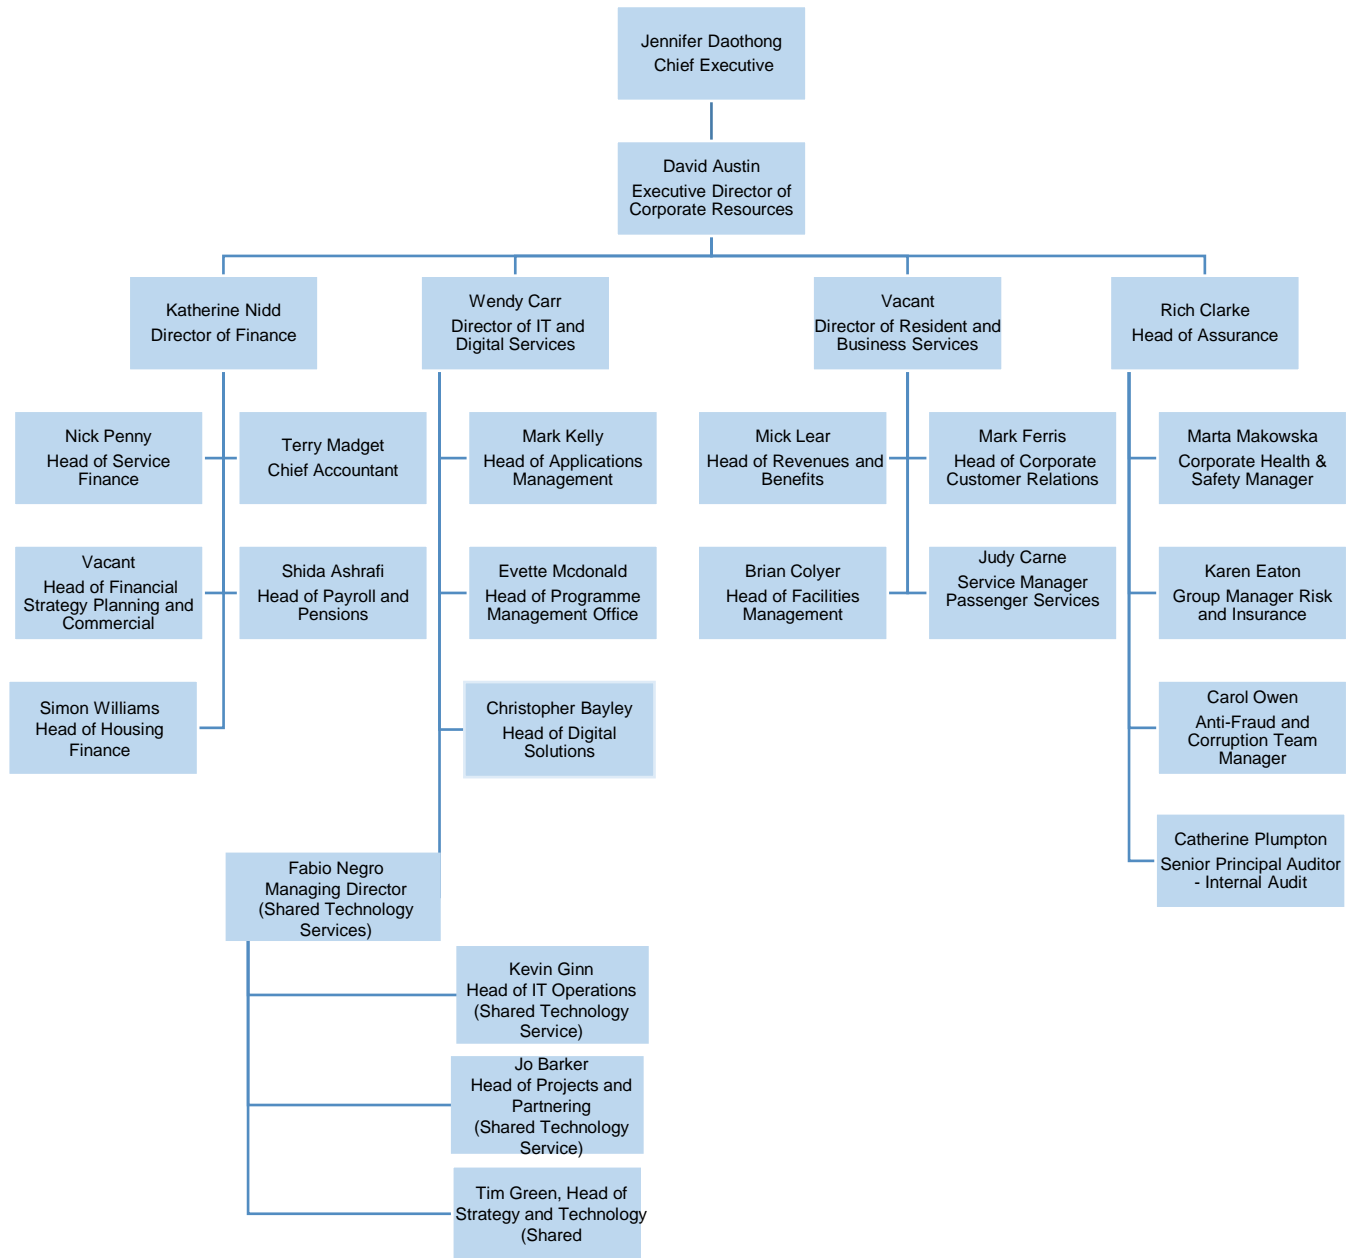 Jennifer Daothong
Chief Executive
David Austin
Executive Director of
Corporate Resources
Katherine Nidd
Director of Finance
Wendy Carr
Director of IT and
Digital Services
Vacant
Director of Resident and
Business Services
Rich Clarke
Head of Assurance
Nick Penny
Head of Service
Finance
Terry Madget
Chief Accountant
Mark Kelly
Head of Applications
Management
Mick Lear
Head of Revenues and
Benefits
Mark Ferris
Head of Corporate
Customer Relations
Marta Makowska
Corporate Health &
Safety Manager
Vacant
Head of Financial
Strategy Planning and
Commercial
Shida Ashrafi
Head of Payroll and
Pensions
Evette Mcdonald
Head of Programme
Management Office
Brian Colyer
Head of Facilities
Management
Judy Carne
Service Manager
Passenger Services
Karen Eaton
Group Manager Risk
and Insurance
Simon Williams
Head of Housing
Finance
Christopher Bayley
Head of Digital
Solutions
Carol Owen
Anti-Fraud and
Corruption Team
Manager
Fabio Negro
Managing Director
(Shared Technology
Services)
Catherine Plumpton
Senior Principal Auditor
- Internal Audit
Kevin Ginn
Head of IT Operations
(Shared Technology
Service)
Jo Barker
Head of Projects and
Partnering
(Shared Technology
Service)
Tim Green, Head of
Strategy and Technology
(Shared